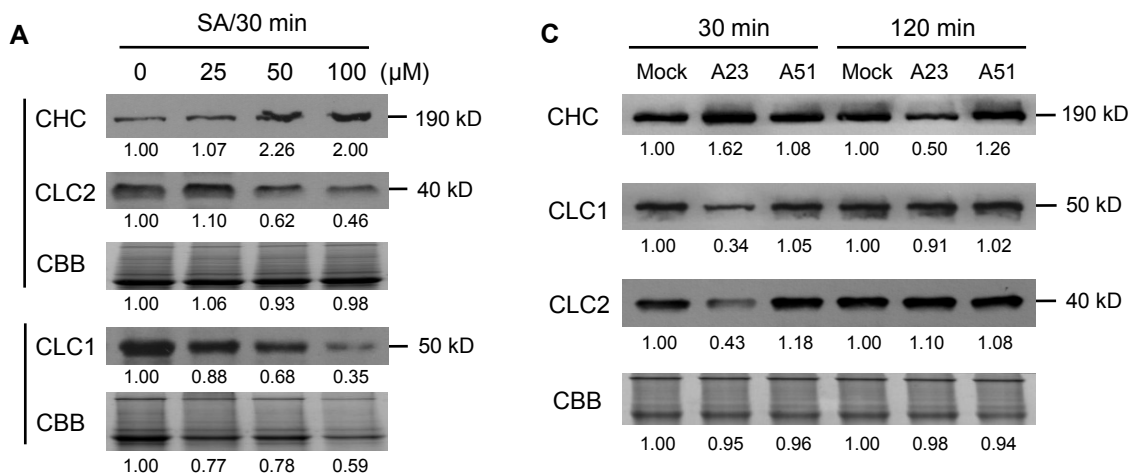 A
SA/30 min
0 25 50 100 (µM)
CHC 190 kD
1.00 1.07 2.26 2.00
CLC2 40 kD
1.00 1.10 0.62 0.46
CBB
1.00 1.06 0.93 0.98
CLC1 50 kD
1.00 0.88 0.68 0.35
CBB
1.00 0.77 0.78 0.59
C
30 min 120 min
Mock A23 A51 Mock A23 A51
CHC 190 kD
1.00 1.62 1.08 1.00 0.50 1.26
CLC1 50 kD
1.00 0.34 1.05 1.00 0.91 1.02
CLC2 40 kD
1.00 0.43 1.18 1.00 1.10 1.08
CBB
1.00 0.95 0.96 1.00 0.98 0.94